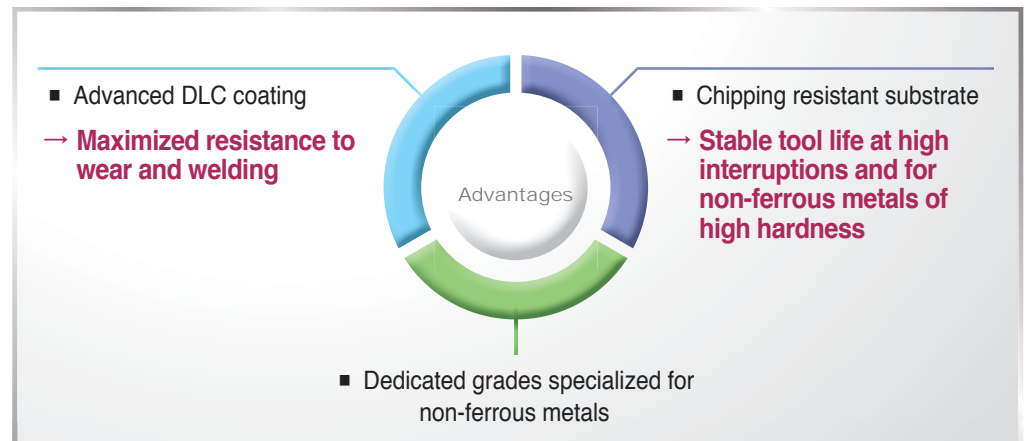 ■ Advanced DLC coating
→ Maximized resistance to
wear and welding
Advantages
■ Chipping resistant substrate
→ Stable tool life at high
interruptions and for
non-ferrous metals of
high hardness
■ Dedicated grades specialized for
non-ferrous metals